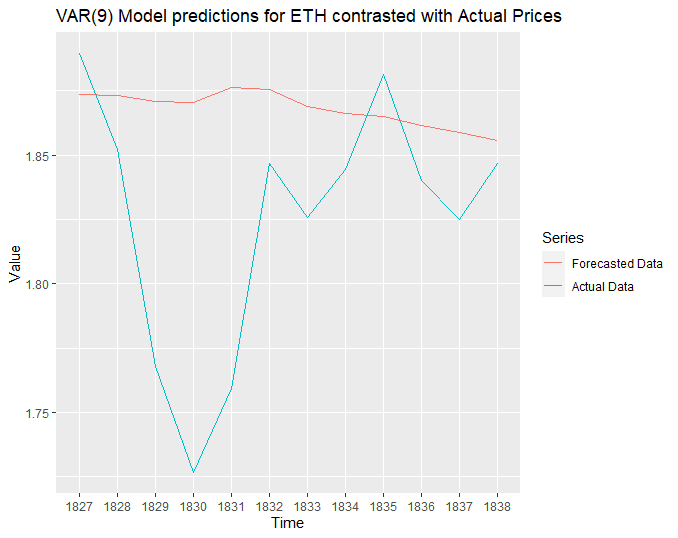 VAR(9) Model predictions for ETH contrasted with Actual Prices
Value
1.85
1.80
1.75
1827 1828 1829 1830 1831 1832 1833 1834 1835 1836 1837 1838
Time
Series
Forecasted Data
Actual Data